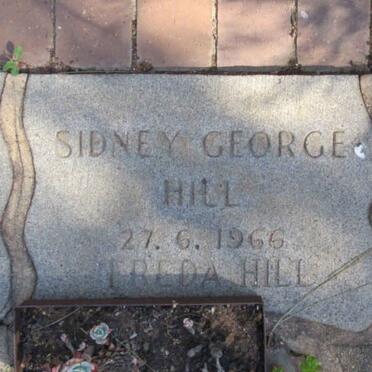 SIDNEY GEORGE
HILL
27. 6. 1966
FREDA HILL